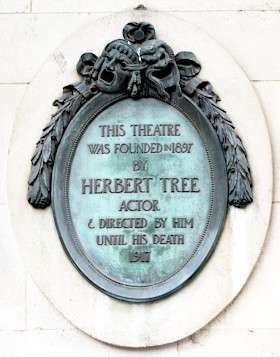 THIS THEATRE
WAS FOUNDED IN 1897
BY
HERBERT TREE
ACTOR
& DIRECTED BY HIM
UNTIL HIS DEATH
1917